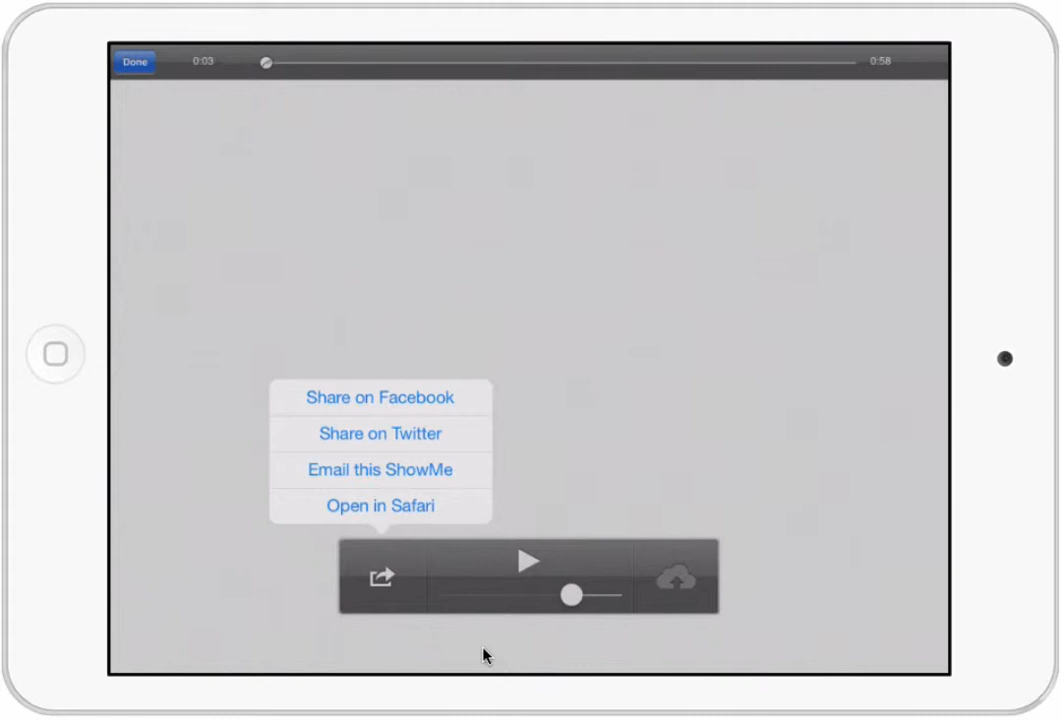 Done 0:03 0:58
Share on Facebook
Share on Twitter
Email this ShowMe
Open in Safari